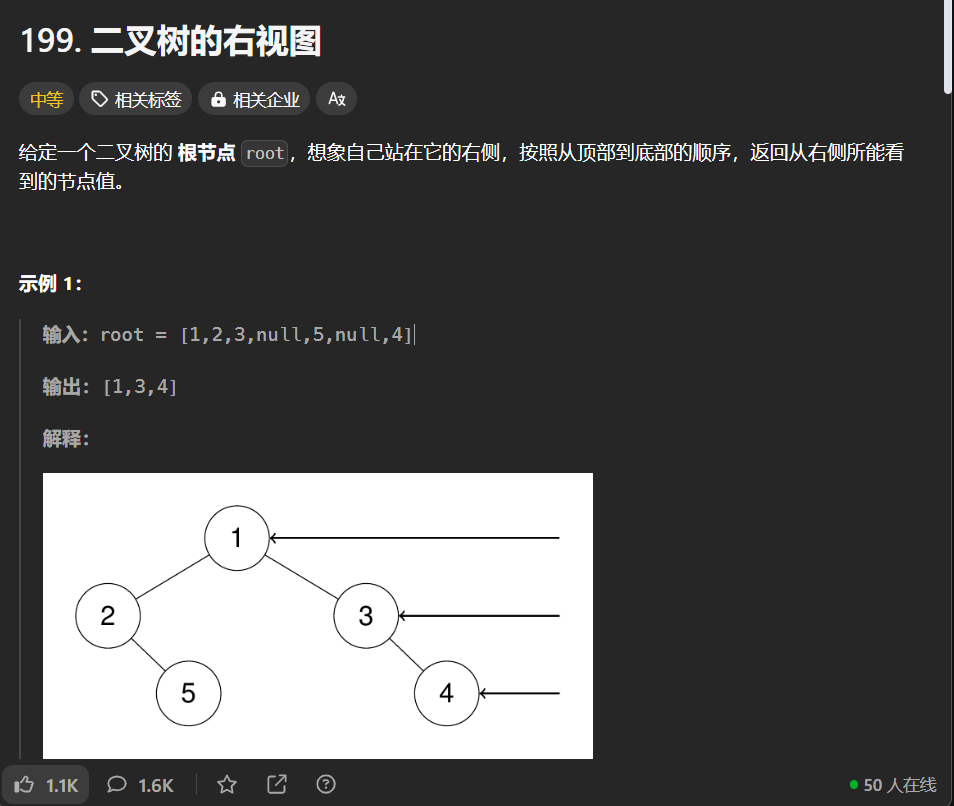 199. 二叉树的右视图
中等 相关标签 相关企业 A文
给定一个二叉树的 根节点 root，想象自己站在它的右侧，按照从顶部到底部的顺序，返回从右侧所能看
到的节点值。
示例 1：
输入：root = [1,2,3,null,5,null,4]
输出：[1,3,4]
解释：
1
2 3
5 4
1.1K 1.6K 50 人在线